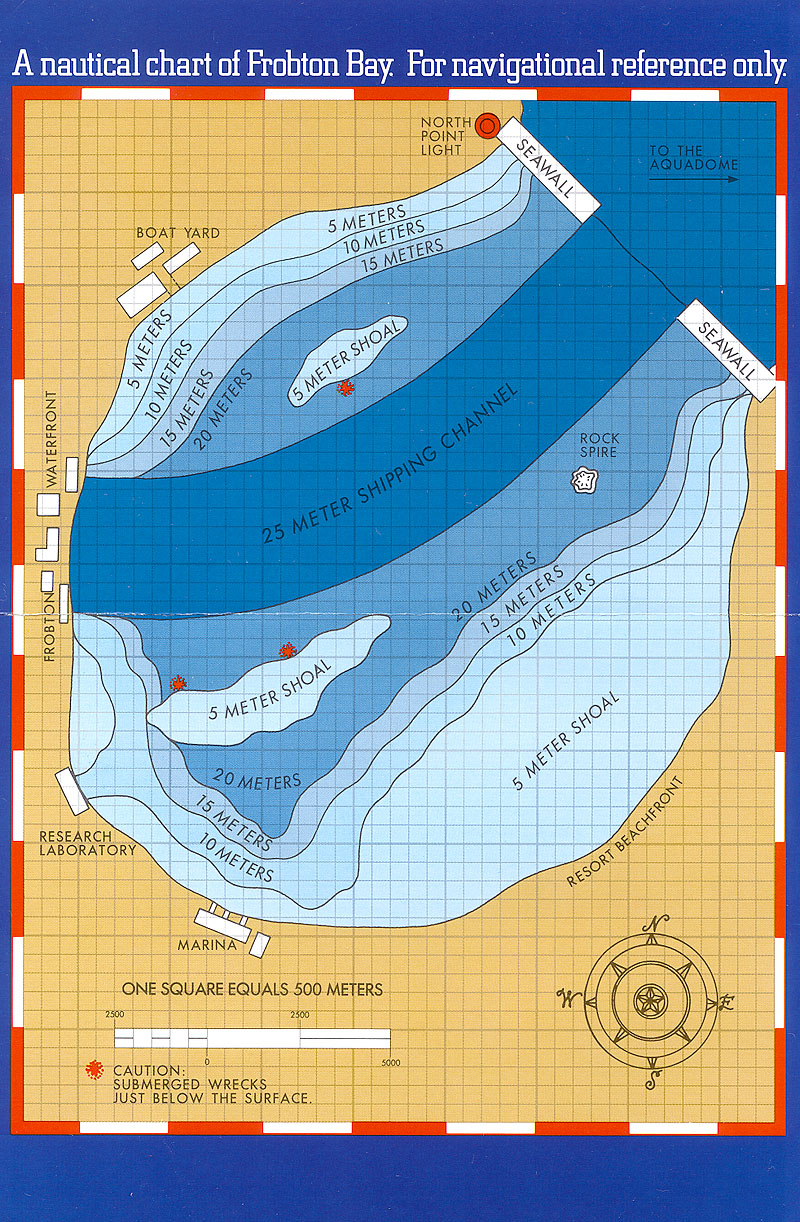 A nautical chart of Frobton Bay. For navigational reference only.
NORTH
POINT
LIGHT
SEAWALL
TO THE
AQUADOME
BOAT YARD
5 METERS
10 METERS
15 METERS
5 METERS
10 METERS
15 METERS
20 METERS
5 METER SHOAL
SEAWALL
25 METER SHIPPING CHANNEL
ROCK
SPIRE
FROBTON WATERFRONT
20 METERS
15 METERS
10 METERS
5 METER SHOAL
5 METER SHOAL
20 METERS
15 METERS
10 METERS
RESEARCH
LABORATORY
RESORT BEACHFRONT
MARINA
N
W
E
S
ONE SQUARE EQUALS 500 METERS
2500 2500
0 5000
CAUTION:
SUBMERGED WRECKS
JUST BELOW THE SURFACE.